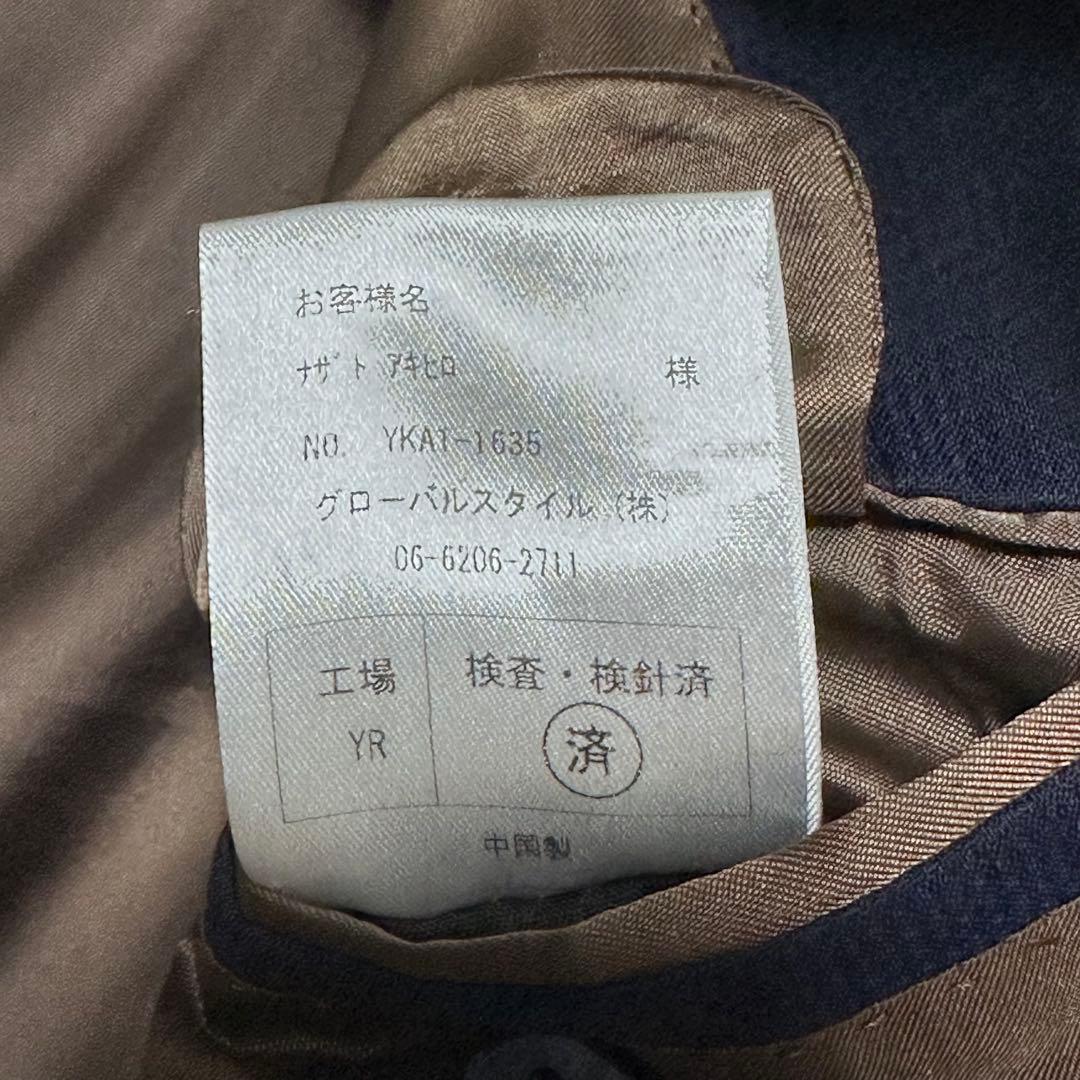 お客様名
ﾅｻﾞﾄ ｱｷﾋﾛ 様
NO. YKAT-1635
グローバルスタイル（株）
06-6206-2711
工場 検査・検針済
YR 済
中国製